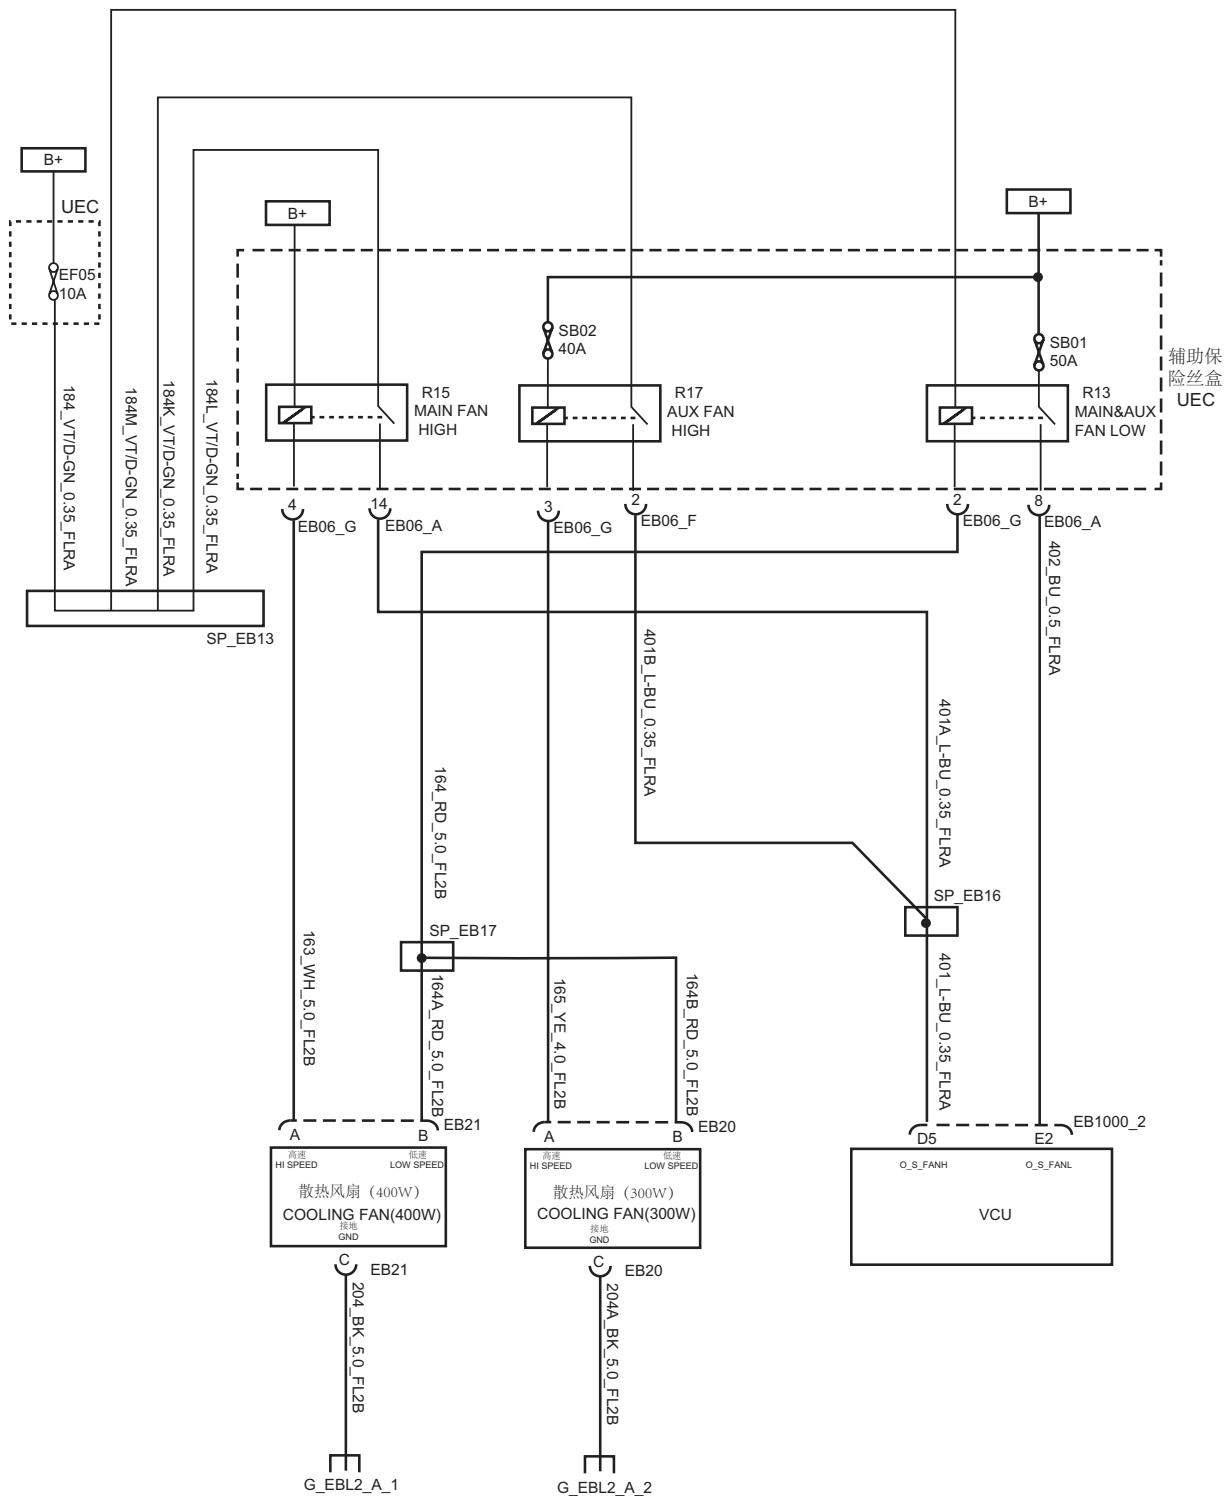 B+
UEC
EF05
10A
B+
B+
SB02
40A
SB01
50A
辅助保
险丝盒
UEC
R15
MAIN FAN
HIGH
R17
AUX FAN
HIGH
R13
MAIN&AUX
FAN LOW
184_VT/D-GN_0.35_FLRA
184M_VT/D-GN_0.35_FLRA
184K_VT/D-GN_0.35_FLRA
184L_VT/D-GN_0.35_FLRA
4
EB06_G
14
EB06_A
3
EB06_G
2
EB06_F
2
EB06_G
8
EB06_A
SP_EB13
402_BU_0.5_FLRA
401B_L-BU_0.35_FLRA
401A_L-BU_0.35_FLRA
164_RD_5.0_FL2B
SP_EB16
SP_EB17
163_WH_5.0_FL2B
164A_RD_5.0_FL2B
165_YE_4.0_FL2B
164B_RD_5.0_FL2B
401_L-BU_0.35_FLRA
A
B
EB21
A
B
EB20
D5
E2
EB1000_2
高速
HI SPEED
低速
LOW SPEED
散热风扇（400W）
COOLING FAN(400W)
接地
GND
高速
HI SPEED
低速
LOW SPEED
散热风扇（300W）
COOLING FAN(300W)
接地
GND
O_S_FANH
O_S_FANL
VCU
C
EB21
C
EB20
204_BK_5.0_FL2B
204A_BK_5.0_FL2B
G_EBL2_A_1
G_EBL2_A_2